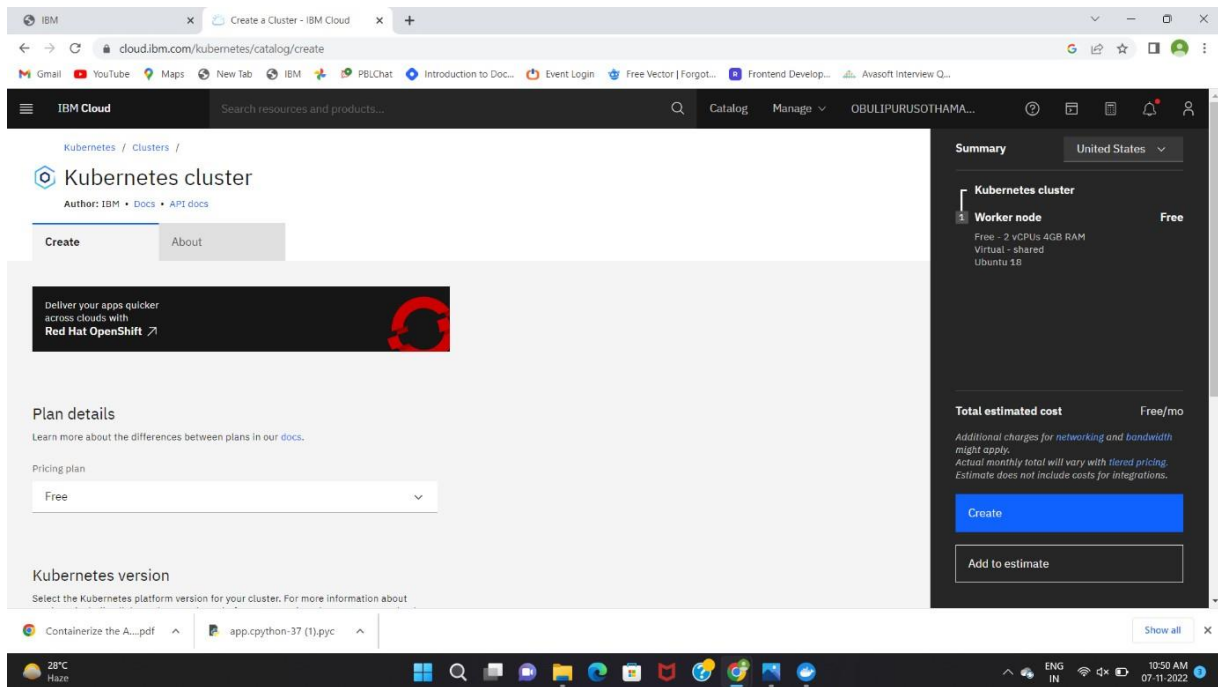 IBM
Create a Cluster - IBM Cloud
cloud.ibm.com/kubernetes/catalog/create
Gmail YouTube Maps New Tab IBM PBLChat Introduction to Doc... Event Login Free Vector | Forgot... Frontend Develop... Avasoft Interview Q...
IBM Cloud
Search resources and products...
Catalog Manage OBULIPURUSOTHAMA...
Kubernetes / Clusters /
Kubernetes cluster
Author: IBM • Docs • API docs
Create
About
Deliver your apps quicker
across clouds with
Red Hat OpenShift
Plan details
Learn more about the differences between plans in our docs.
Pricing plan
Free
Kubernetes version
Select the Kubernetes platform version for your cluster. For more information about
Summary
United States
Kubernetes cluster
1 Worker node Free
Free - 2 vCPUs 4GB RAM
Virtual - shared
Ubuntu 18
Total estimated cost Free/mo
Additional charges for networking and bandwidth
might apply.
Actual monthly total will vary with tiered pricing.
Estimate does not include costs for integrations.
Create
Add to estimate
Containerize the A....pdf
app.cpython-37 (1).pyc
Show all
28°C
Haze
ENG
IN
10:50 AM
07-11-2022